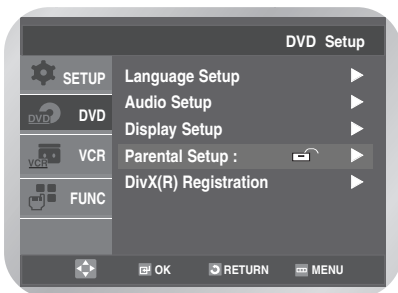 DVD Setup
SETUP
DVD
VCR
FUNC
Language Setup
Audio Setup
Display Setup
Parental Setup :
DivX(R) Registration
DVD
VCR
OK
RETURN
MENU